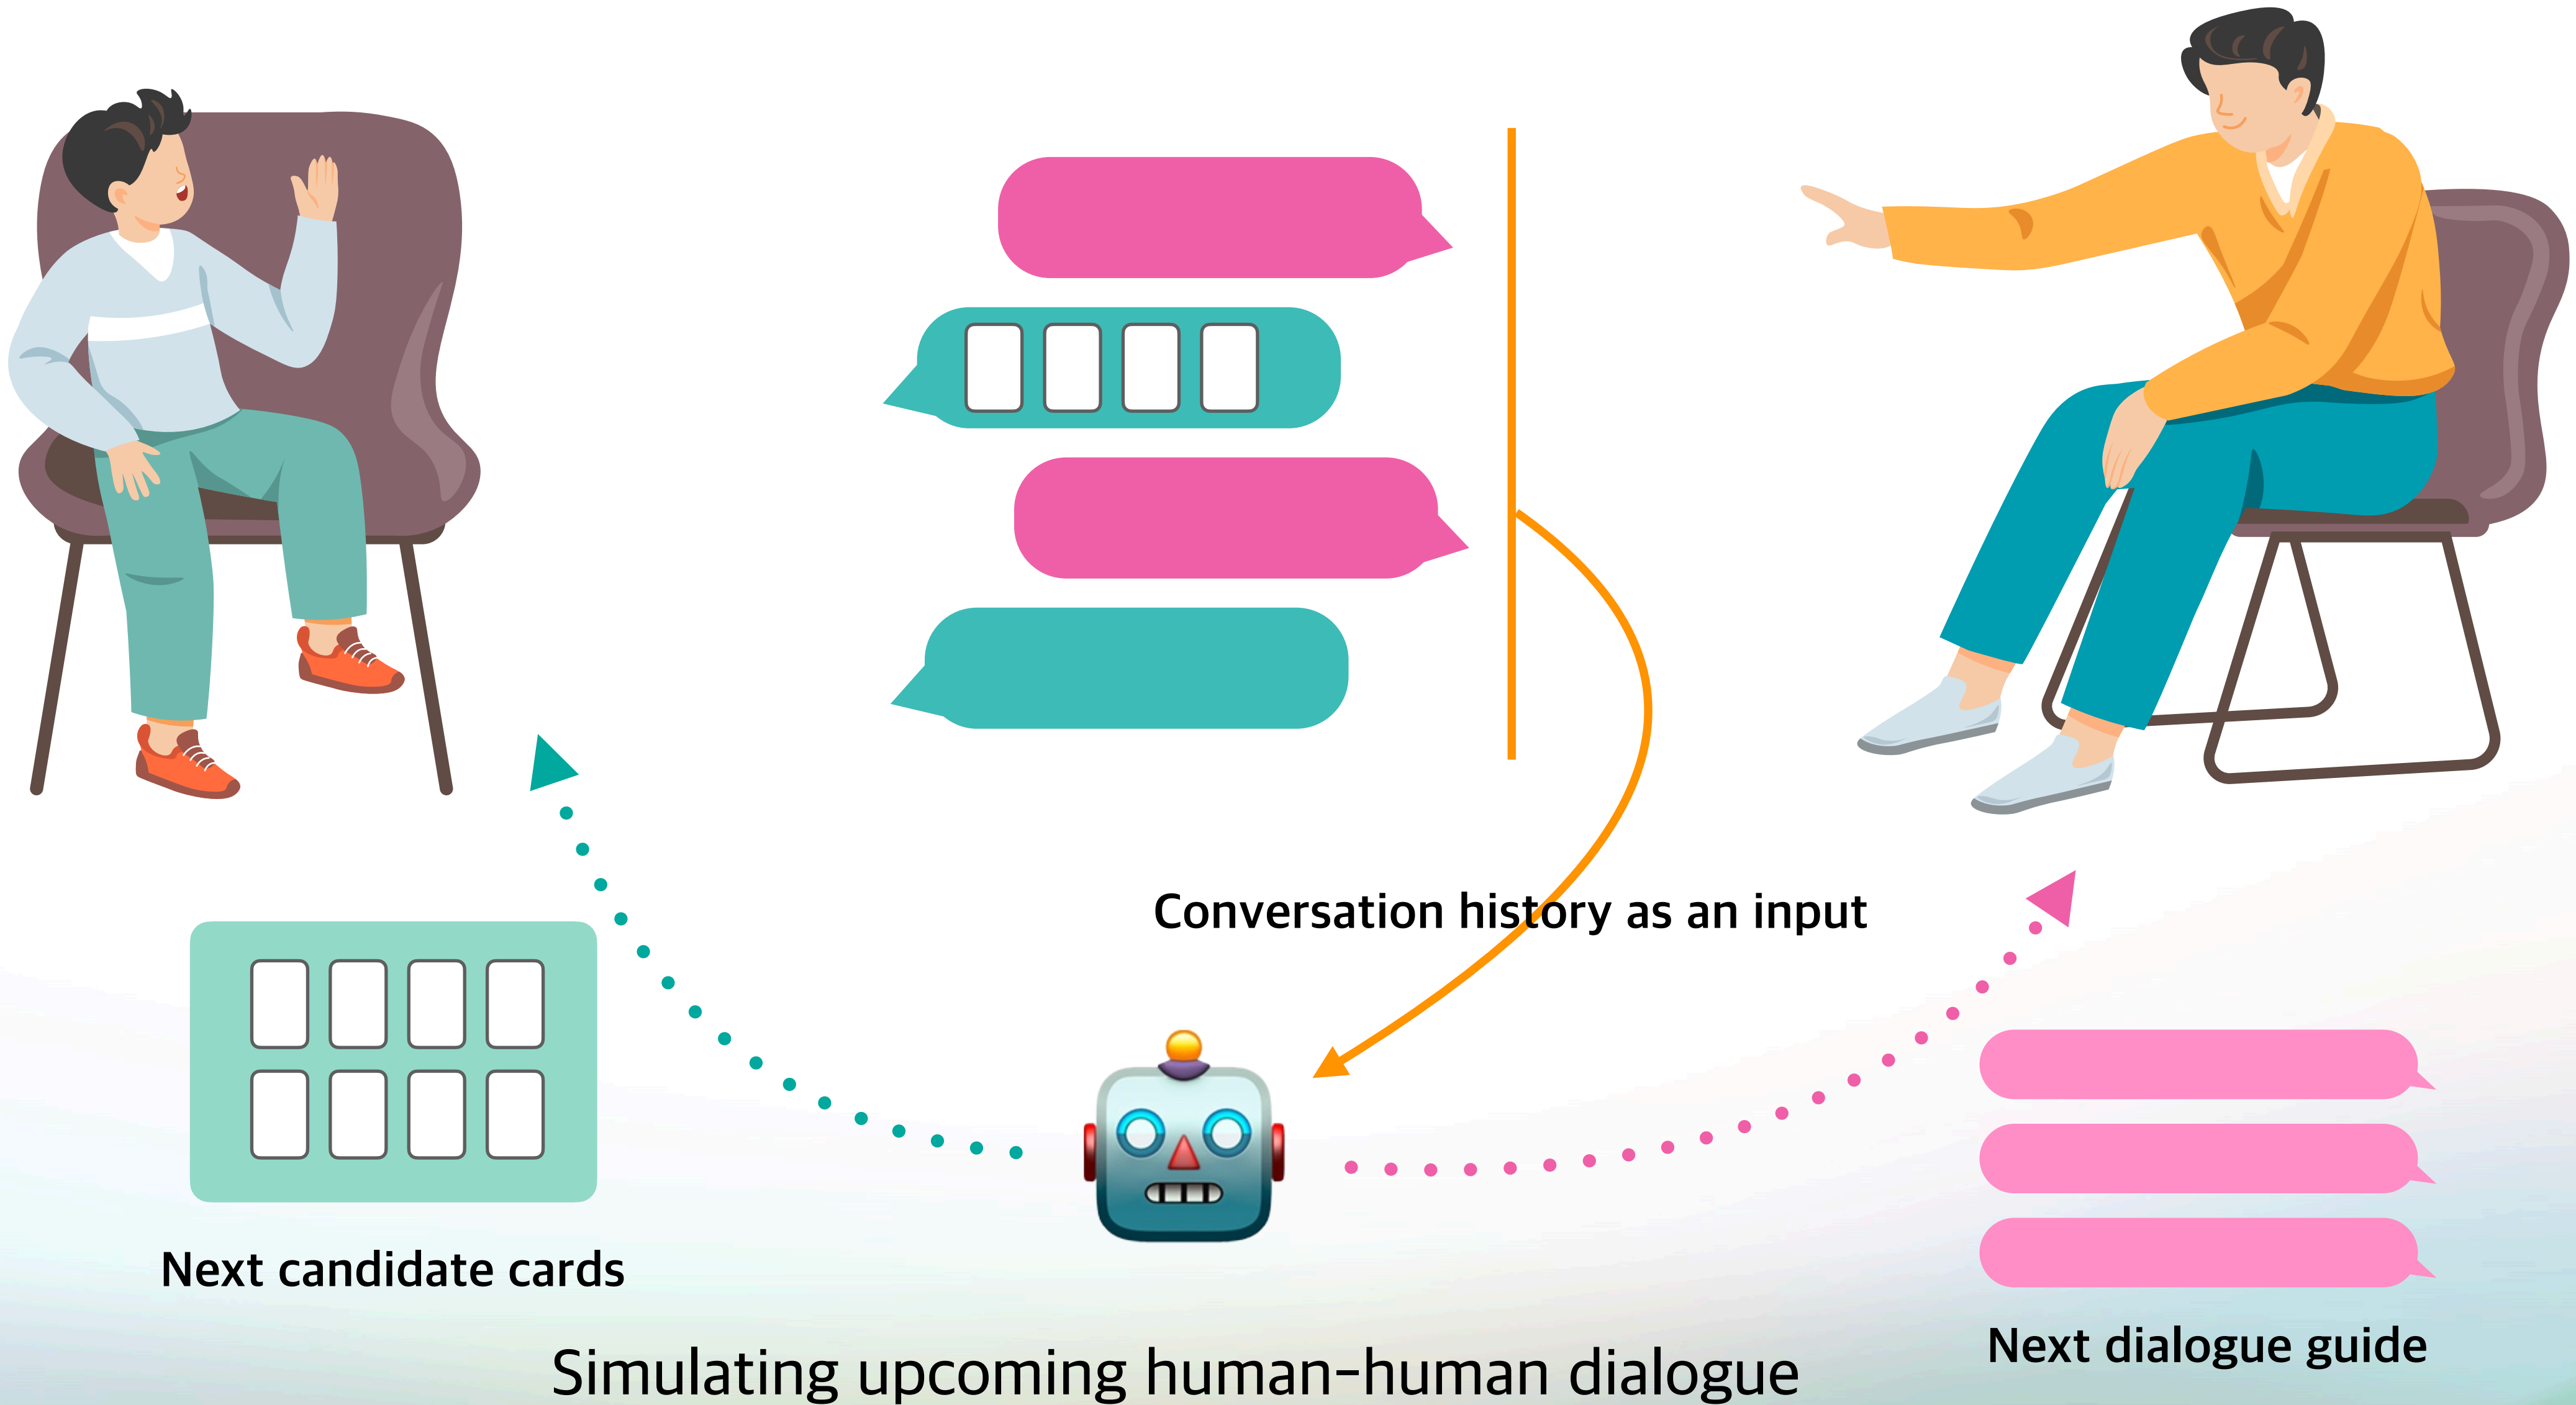 Conversation history as an input
Next candidate cards
Next dialogue guide
Simulating upcoming human-human dialogue